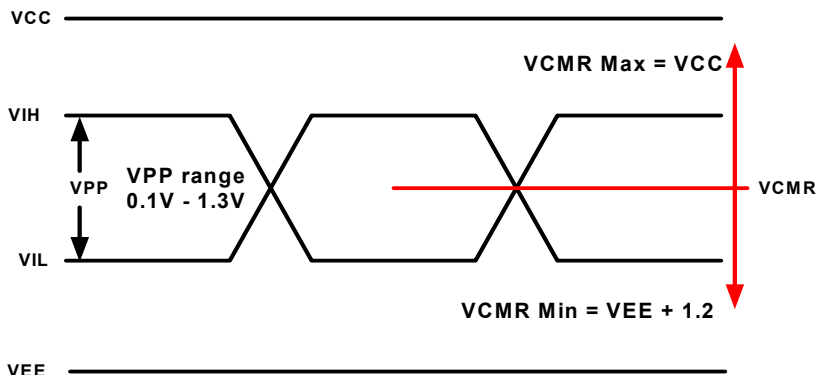 VCC
VCMR Max = VCC
VIH
VPP
VPP range
0.1V - 1.3V
VCMR
VIL
VCMR Min = VEE + 1.2
VEE